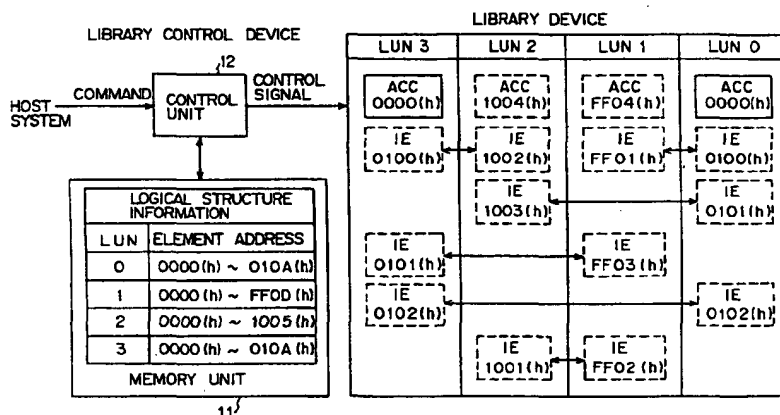 LIBRARY CONTROL DEVICE
12
HOST SYSTEM
COMMAND
CONTROL UNIT
CONTROL SIGNAL
LOGICAL STRUCTURE INFORMATION
LUN ELEMENT ADDRESS
0 0000(h) ~ 010A(h)
1 0000(h) ~ FF0D(h)
2 0000(h) ~ 1005(h)
3 0000(h) ~ 010A(h)
MEMORY UNIT
11
LIBRARY DEVICE
LUN 3 LUN 2 LUN 1 LUN 0
ACC ACC ACC ACC
0000(h) 1004(h) FF04(h) 0000(h)
IE IE IE IE
0100(h) 1002(h) FF01(h) 0100(h)
IE IE
1003(h) 0101(h)
IE IE
0101(h) FF03(h)
IE IE
0102(h) 0102(h)
IE IE
1001(h) FF02(h)